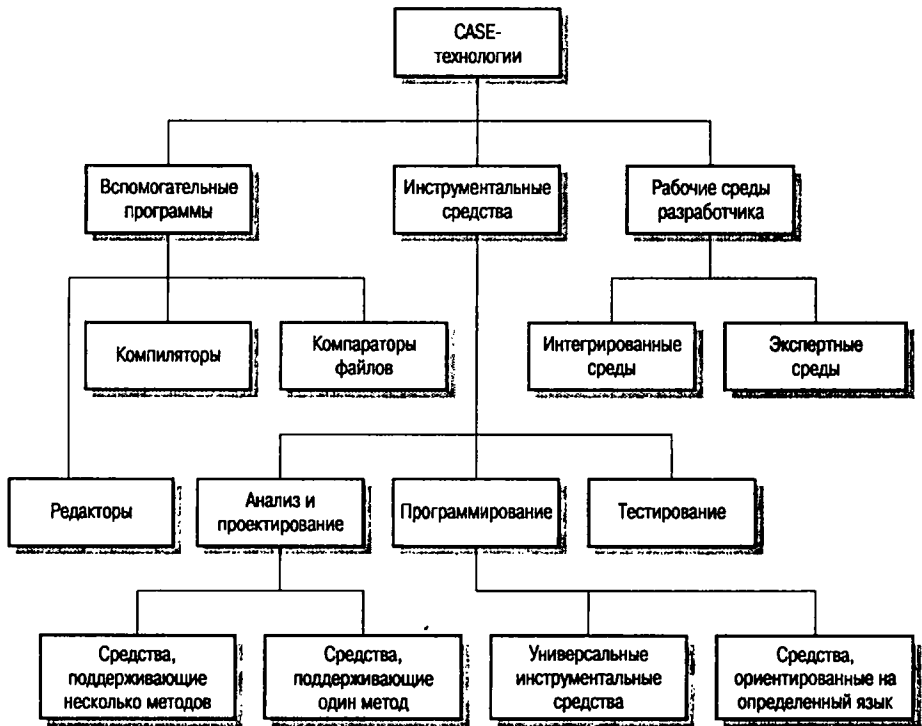 CASE-
технологии
Вспомогательные
программы
Инструментальные
средства
Рабочие среды
разработчика
Компиляторы
Компараторы
файлов
Интегрированные
среды
Экспертные
среды
Редакторы
Анализ и
проектирование
Программирование
Тестирование
Средства,
поддерживающие
несколько методов
Средства,
поддерживающие
один метод
Универсальные
инструментальные
средства
Средства,
ориентированные на
определенный язык